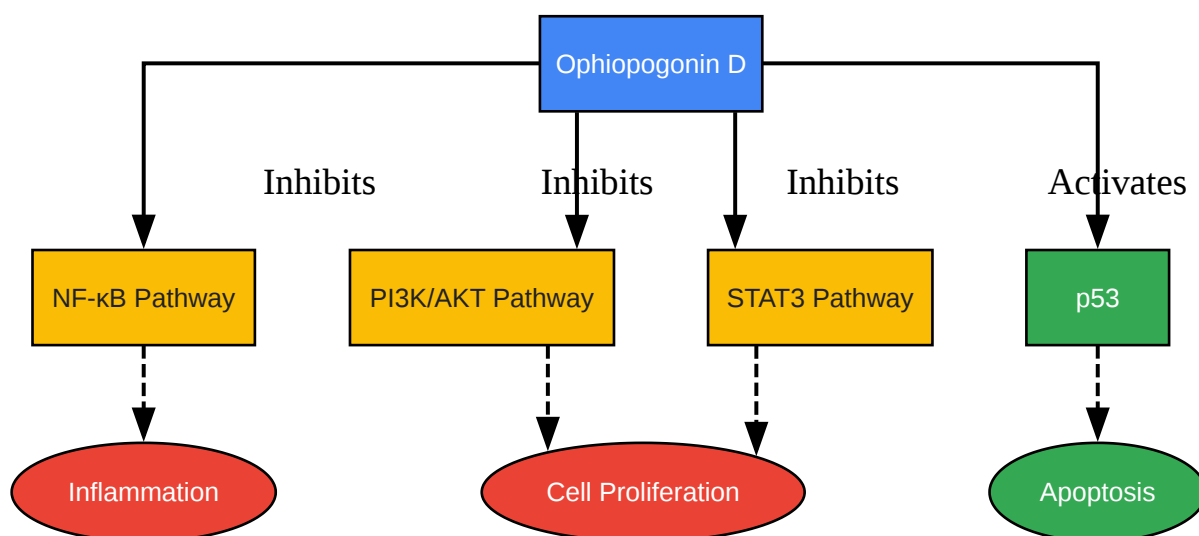 Ophiopogonin D
Inhibits
Inhibits
Inhibits
Activates
NF-κB Pathway
PI3K/AKT Pathway
STAT3 Pathway
p53
Inflammation
Cell Proliferation
Apoptosis